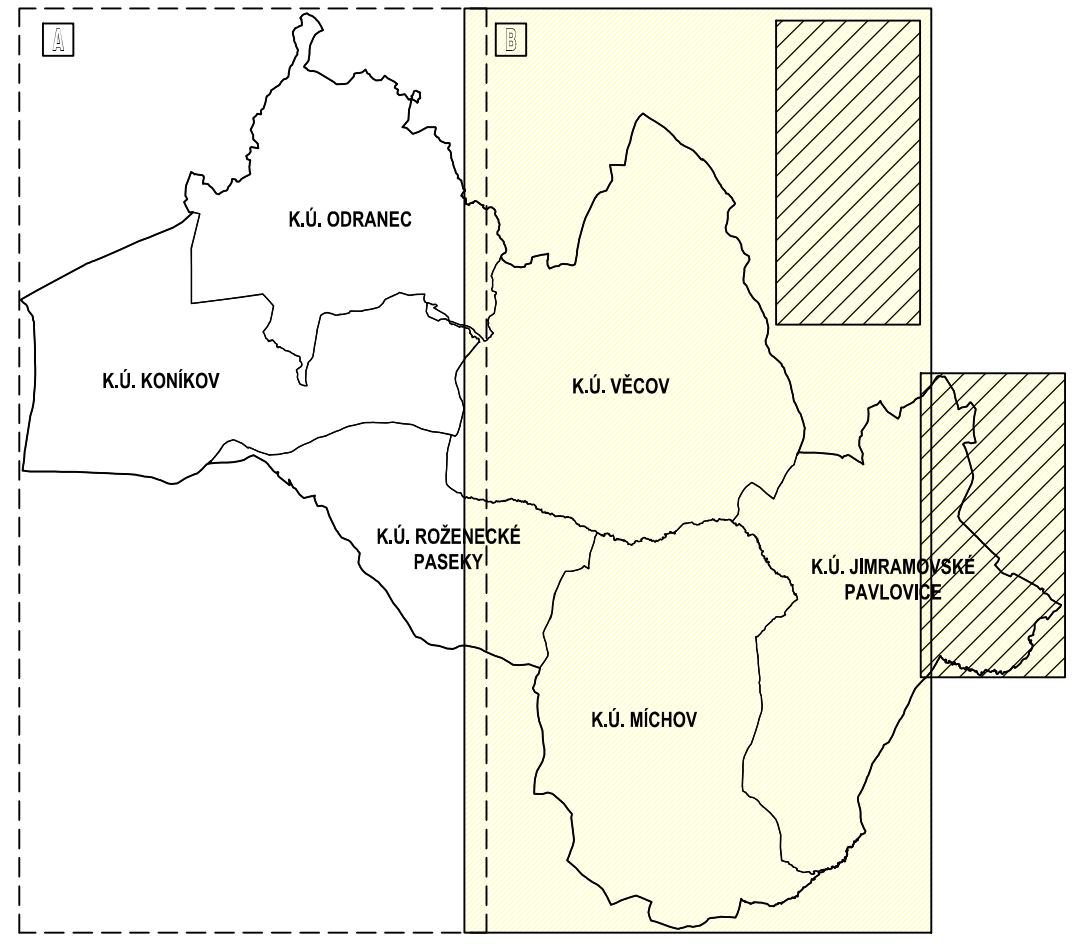 A
B
K.Ú. ODRANEC
K.Ú. KONÍKOV
K.Ú. VĚCOV
K.Ú. ROŽENECKÉ
PASEKY
K.Ú. JIMRAMOVSKÉ
PAVLOVICE
K.Ú. MÍCHOV